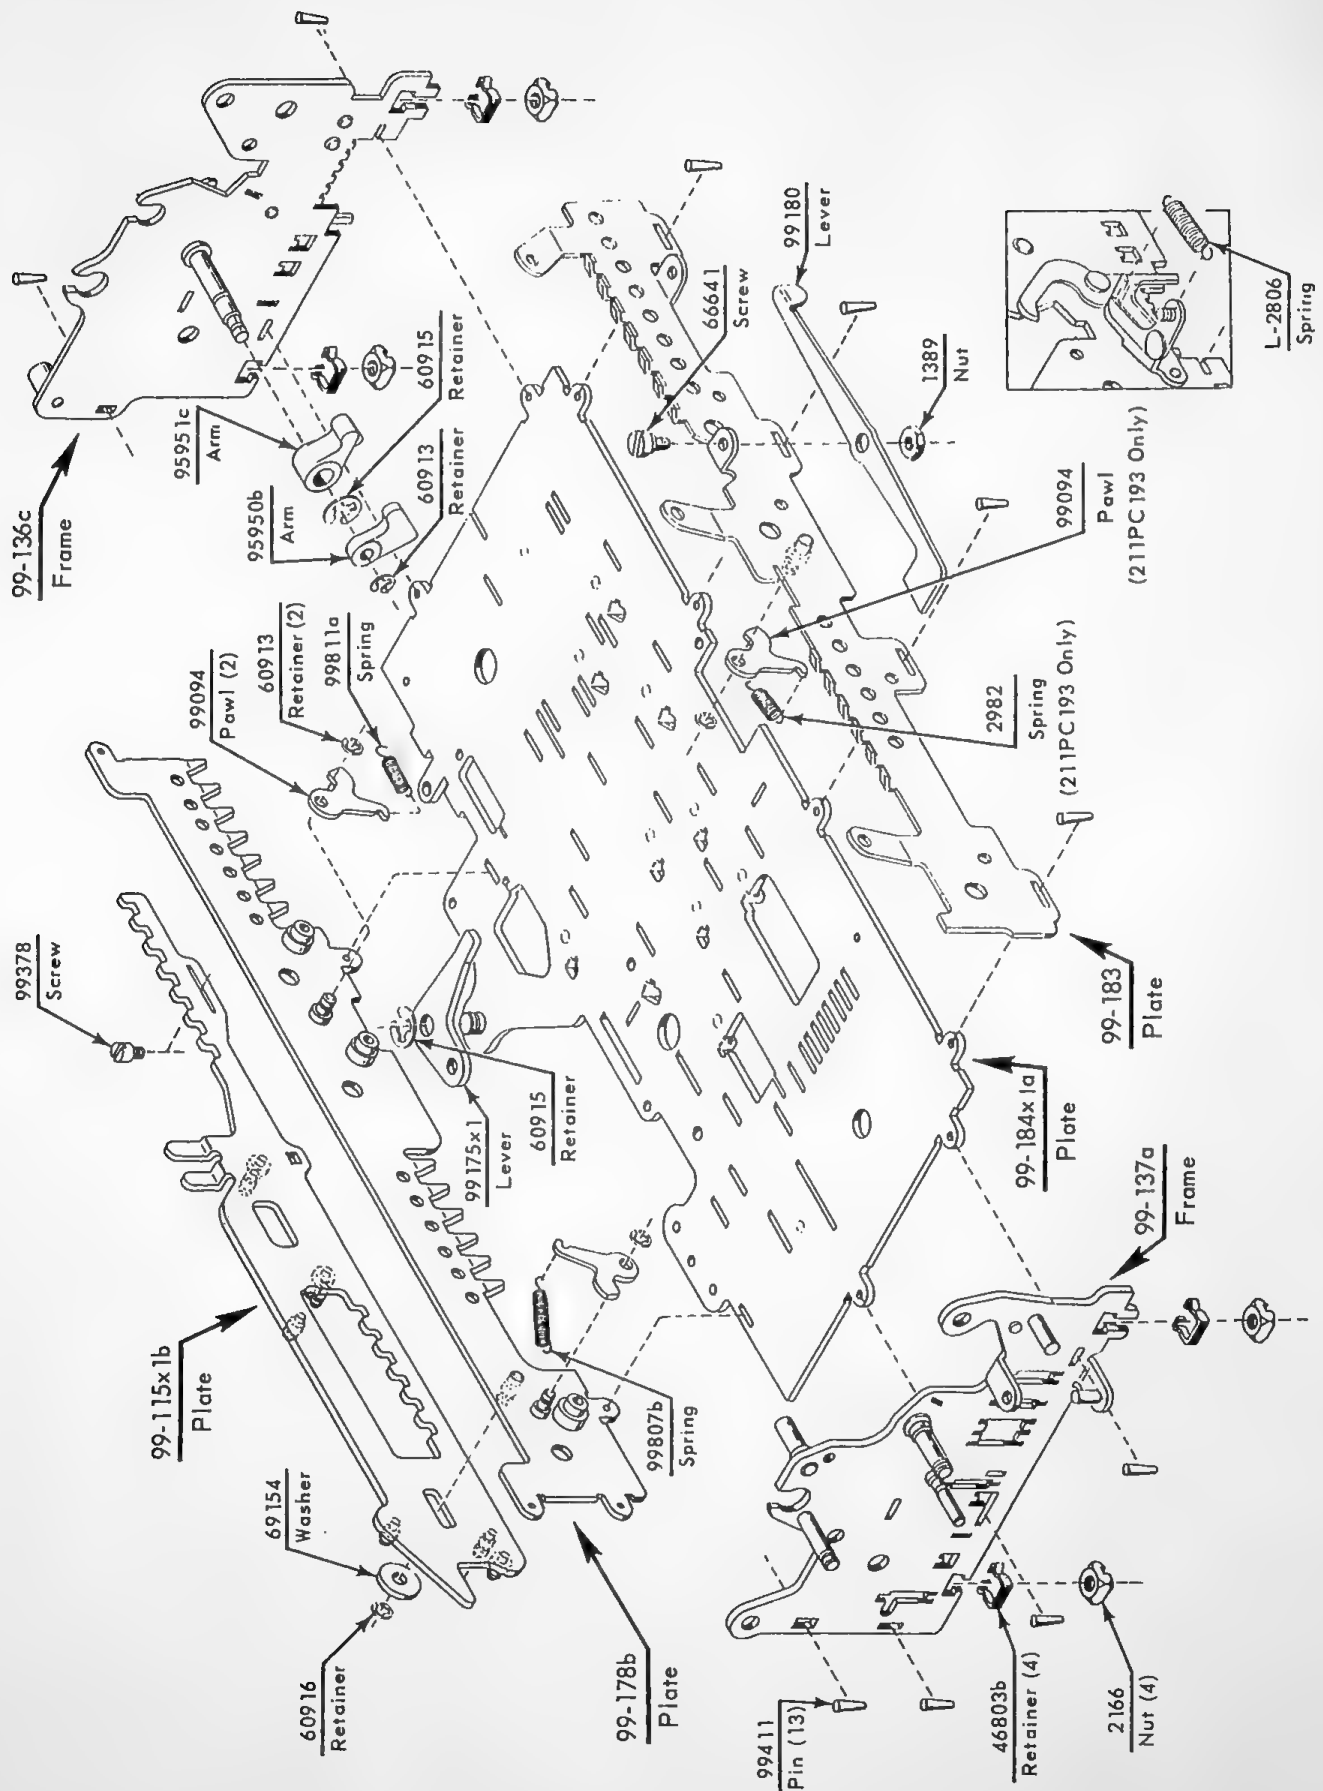 99-136c
Frame
95951c
Arm
60915
Retainer
95950b
Arm
60913
Retainer
99094
Pawl (2)
60913
Retainer (2)
99811a
Spring
99378
Screw
99-115x1b
Plate
69154
Washer
60916
Retainer
99-178b
Plate
99807b
Spring
99175x1
Lever
60915
Retainer
66641
Screw
99180
Lever
1389
Nut
L-2806
Spring
99094
Pawl
(211PC193 Only)
2982
Spring
(211PC193 Only)
99-183
Plate
99-184x1a
Plate
99-137a
Frame
99411
Pin (13)
46803b
Retainer (4)
2166
Nut (4)